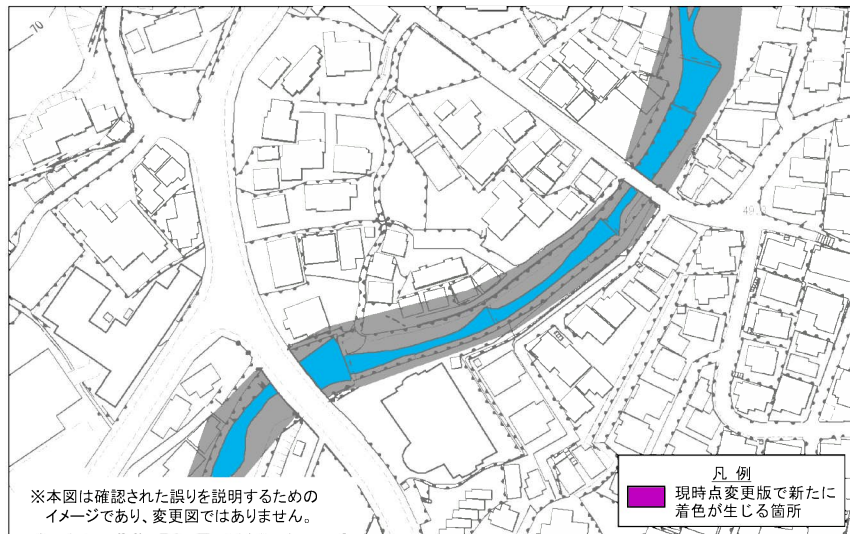 70
49
※本図は確認された誤りを説明するための
イメージであり、変更図ではありません。
凡 例
現時点変更版で新たに
着色が生じる箇所